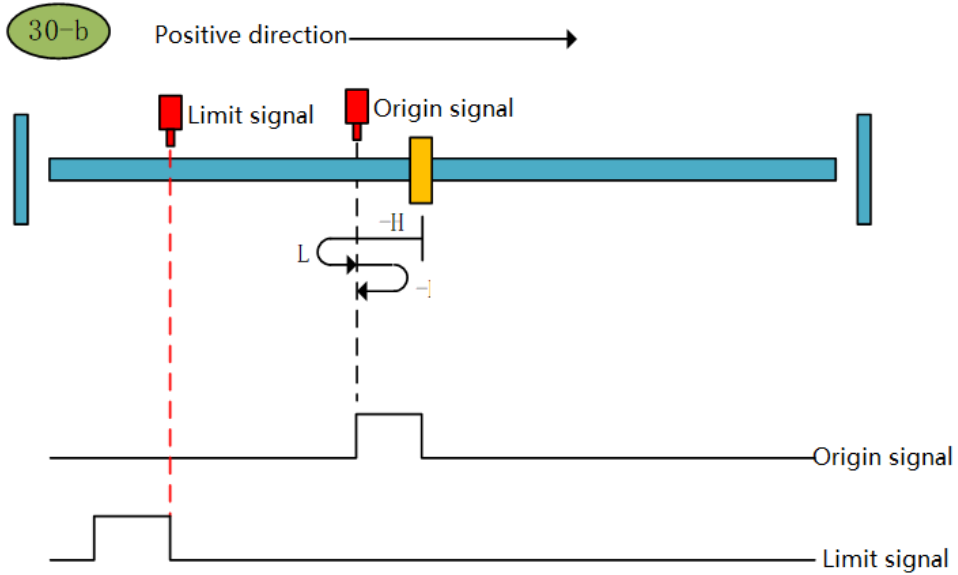 30-b
Positive direction
Limit signal
Origin signal
-H
L
Origin signal
Limit signal